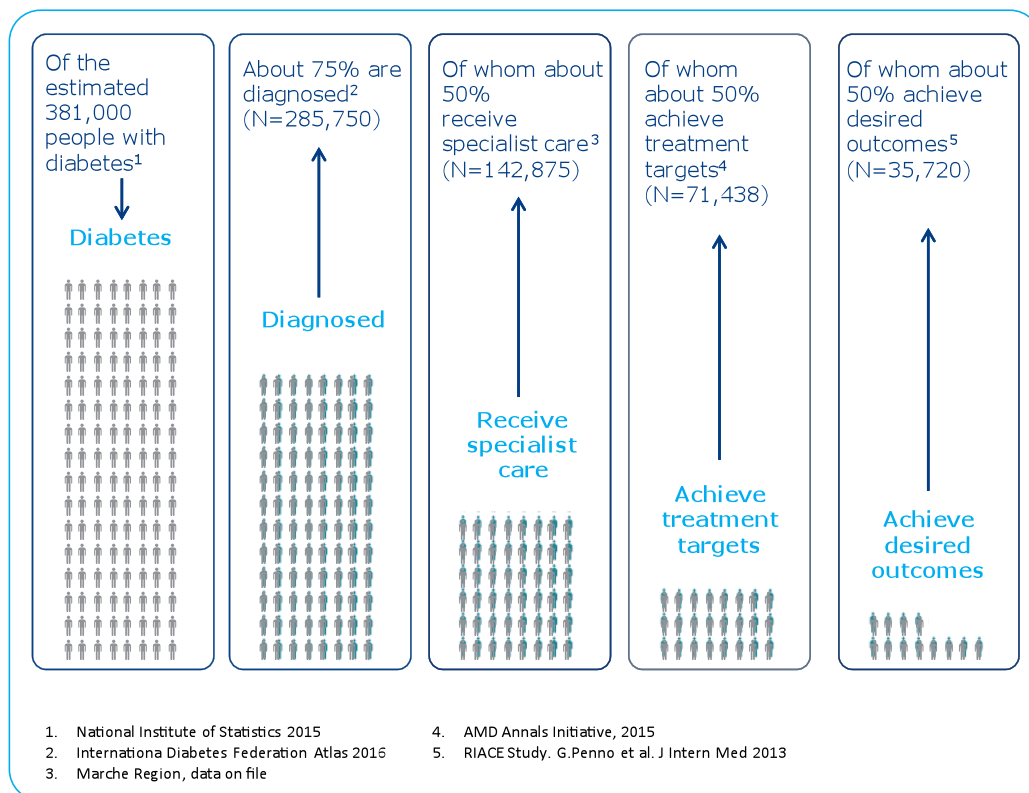 Of the
estimated
381,000
people with
diabetes¹
Diabetes
About 75% are
diagnosed²
(N=285,750)
Diagnosed
Of whom about
50%
receive
specialist care³
(N=142,875)
Receive
specialist
care
Of whom
about 50%
achieve
treatment
targets⁴
(N=71,438)
Achieve
treatment
targets
Of whom about
50% achieve
desired
outcomes⁵
(N=35,720)
Achieve
desired
outcomes
1. National Institute of Statistics 2015
2. Internationa Diabetes Federation Atlas 2016
3. Marche Region, data on file
4. AMD Annals Initiative, 2015
5. RIACE Study. G.Penno et al. J Intern Med 2013